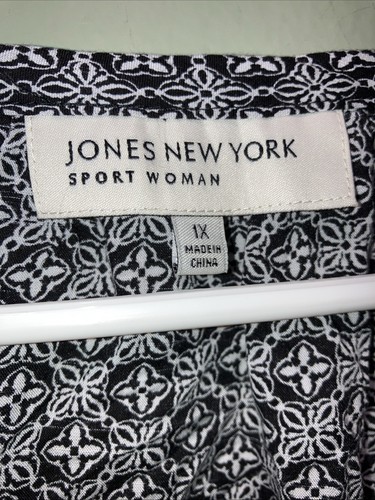 JONES NEW YORK
SPORT WOMAN
1X
MADE IN
CHINA